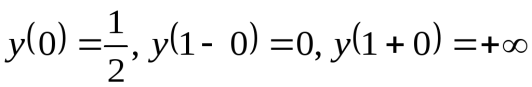 y(0) = 1/2, y(1 - 0) = 0, y(1 + 0) = +∞